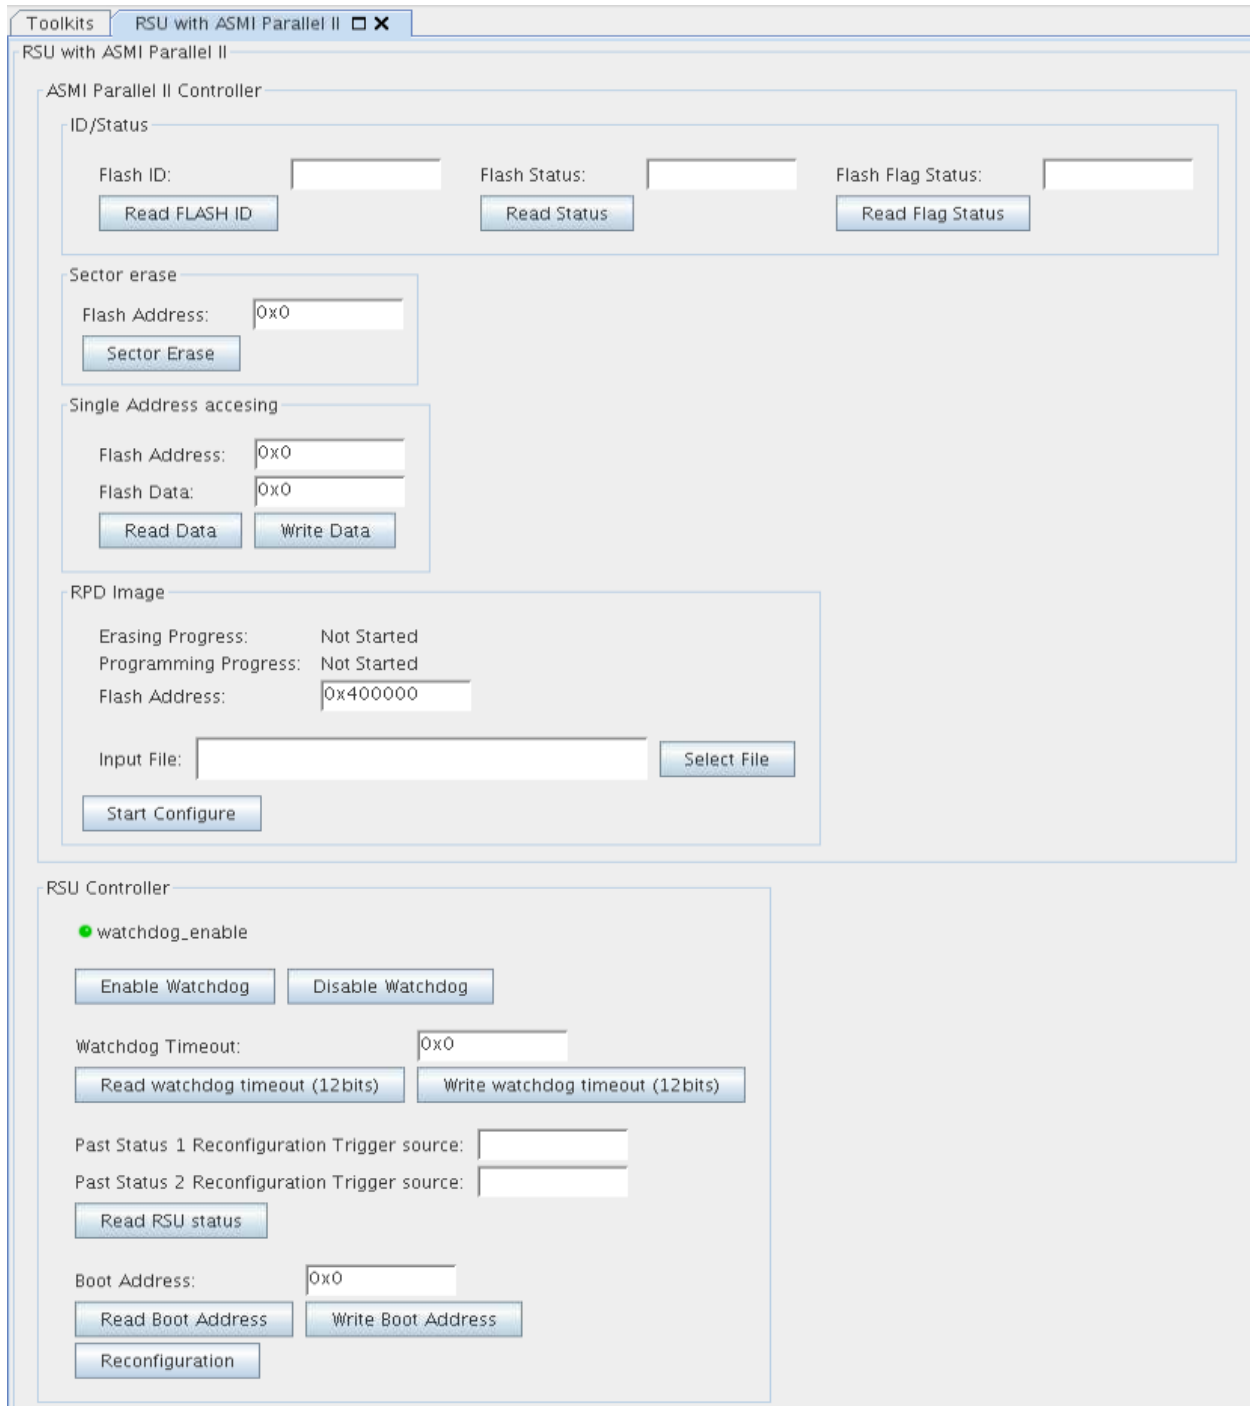 Toolkits RSU with ASMI Parallel II
RSU with ASMI Parallel II
ASMI Parallel II Controller
ID/Status
Flash ID: Flash Status: Flash Flag Status:
Read FLASH ID Read Status Read Flag Status
Sector erase
Flash Address: 0x0
Sector Erase
Single Address accesing
Flash Address: 0x0
Flash Data: 0x0
Read Data Write Data
RPD Image
Erasing Progress: Not Started
Programming Progress: Not Started
Flash Address: 0x400000
Input File: Select File
Start Configure
RSU Controller
watchdog_enable
Enable Watchdog Disable Watchdog
Watchdog Timeout: 0x0
Read watchdog timeout (12bits) Write watchdog timeout (12bits)
Past Status 1 Reconfiguration Trigger source:
Past Status 2 Reconfiguration Trigger source:
Read RSU status
Boot Address: 0x0
Read Boot Address Write Boot Address
Reconfiguration